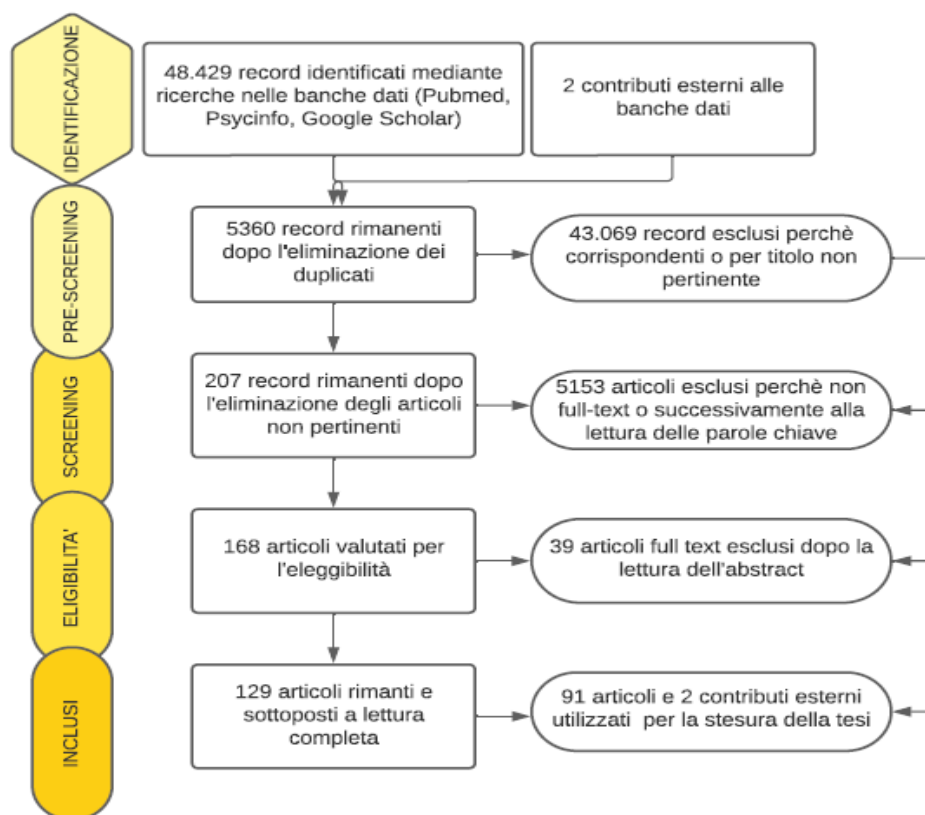 IDENTIFICAZIONE
48.429 record identificati mediante
ricerche nelle banche dati (Pubmed,
Psycinfo, Google Scholar)
2 contributi esterni alle
banche dati
PRE-SCREENING
5360 record rimanenti
dopo l'eliminazione dei
duplicati
43.069 record esclusi perchè
corrispondenti o per titolo non
pertinente
SCREENING
207 record rimanenti dopo
l'eliminazione degli articoli
non pertinenti
5153 articoli esclusi perchè non
full-text o successivamente alla
lettura delle parole chiave
ELIGIBILITA'
168 articoli valutati per
l'eleggibilità
39 articoli full text esclusi dopo la
lettura dell'abstract
INCLUSI
129 articoli rimanti e
sottoposti a lettura
completa
91 articoli e 2 contributi esterni
utilizzati per la stesura della tesi